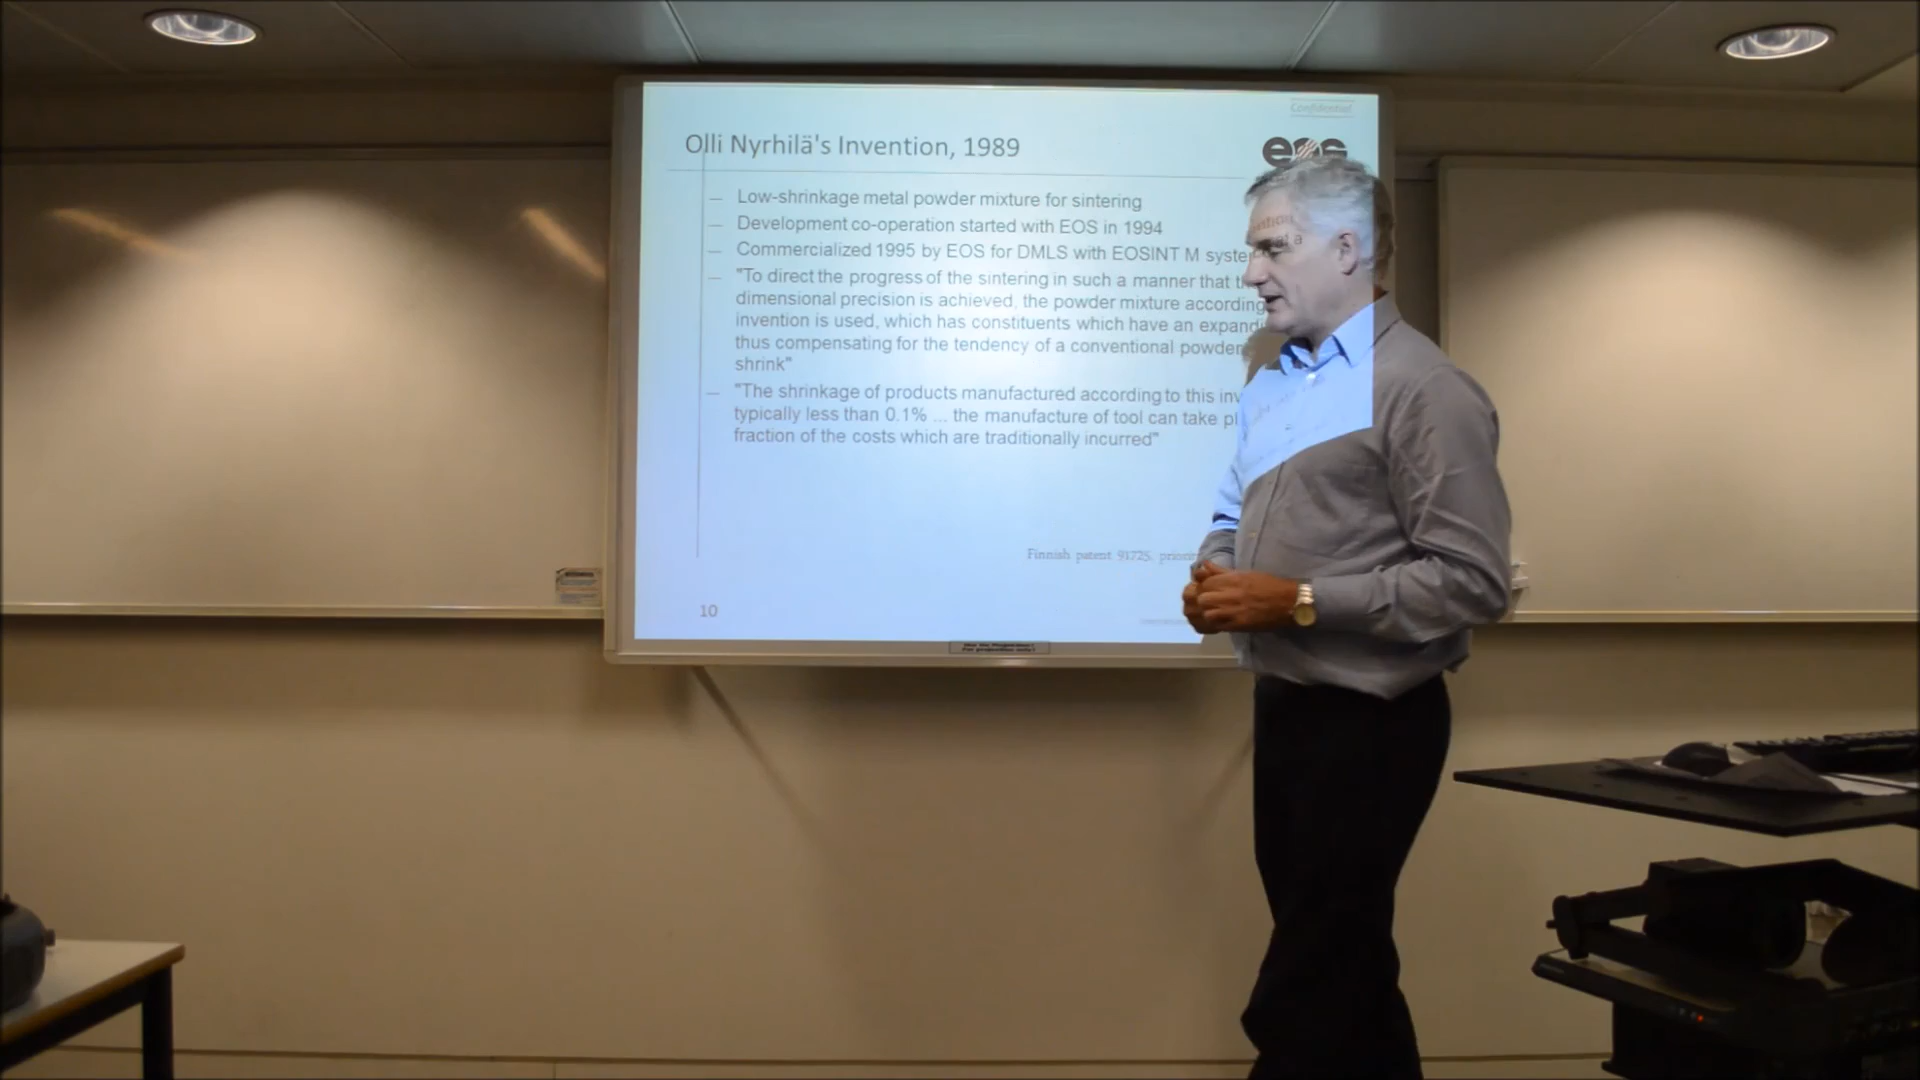 Confidential
Olli Nyrhilä's Invention, 1989
eos
— Low-shrinkage metal powder mixture for sintering
— Development co-operation started with EOS in 1994
— Commercialized 1995 by EOS for DMLS with EOSINT M syste
— "To direct the progress of the sintering in such a manner that
dimensional precision is achieved, the powder mixture according
invention is used, which has constituents which have an expand
thus compensating for the tendency of a conventional powder
shrink"
— "The shrinkage of products manufactured according to this inv
typically less than 0.1% ... the manufacture of tool can take pl
fraction of the costs which are traditionally incurred"
Finnish patent 91725, priori
10